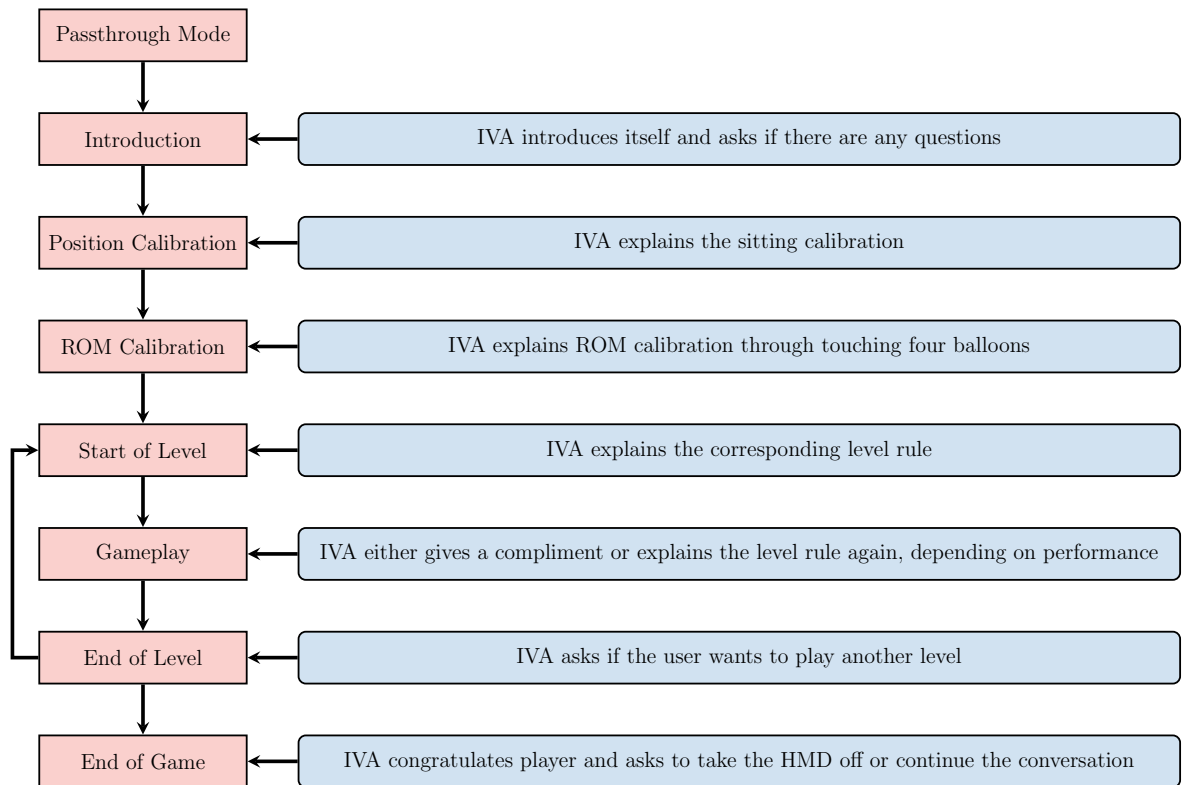 Passthrough Mode
Introduction
IVA introduces itself and asks if there are any questions
Position Calibration
IVA explains the sitting calibration
ROM Calibration
IVA explains ROM calibration through touching four balloons
Start of Level
IVA explains the corresponding level rule
Gameplay
IVA either gives a compliment or explains the level rule again, depending on performance
End of Level
IVA asks if the user wants to play another level
End of Game
IVA congratulates player and asks to take the HMD off or continue the conversation